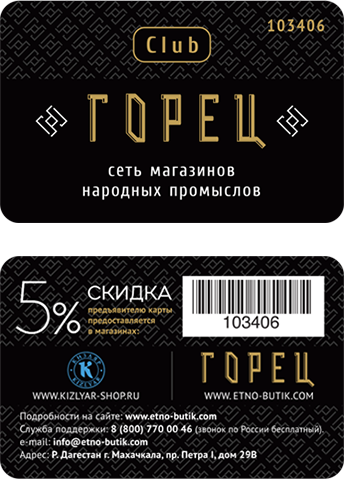 Club
103406
ГОРЕЦ
сеть магазинов
народных промыслов
5% СКИДКА
предъявителю карты
предоставляется
в магазинах:
103406
КИЗЛЯР
К
KIZLYAR
ГОРЕЦ
WWW.KIZLYAR-SHOP.RU
WWW.ETNO-BUTIK.COM
Подробности на сайте: www.etno-butik.com
Служба поддержки: 8 (800) 770 00 46 (звонок по России бесплатный).
e-mail: info@etno-butik.com
Адрес: Р. Дагестан г. Махачкала, пр. Петра I, дом 29В